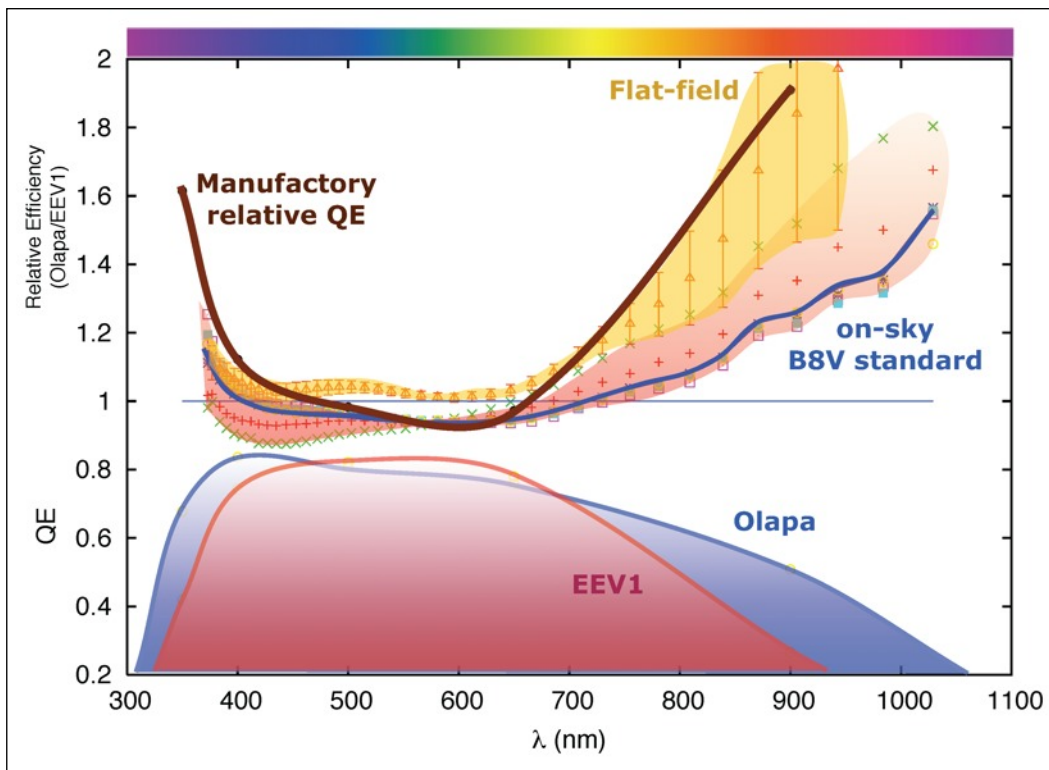 2
1.8
1.6
1.4
1.2
1
0.8
0.6
0.4
0.2
Relative Efficiency
(Olapa/EEV1)
QE
Flat-field
Manufactory
relative QE
on-sky
B8V standard
Olapa
EEV1
300 400 500 600 700 800 900 1000 1100
λ (nm)